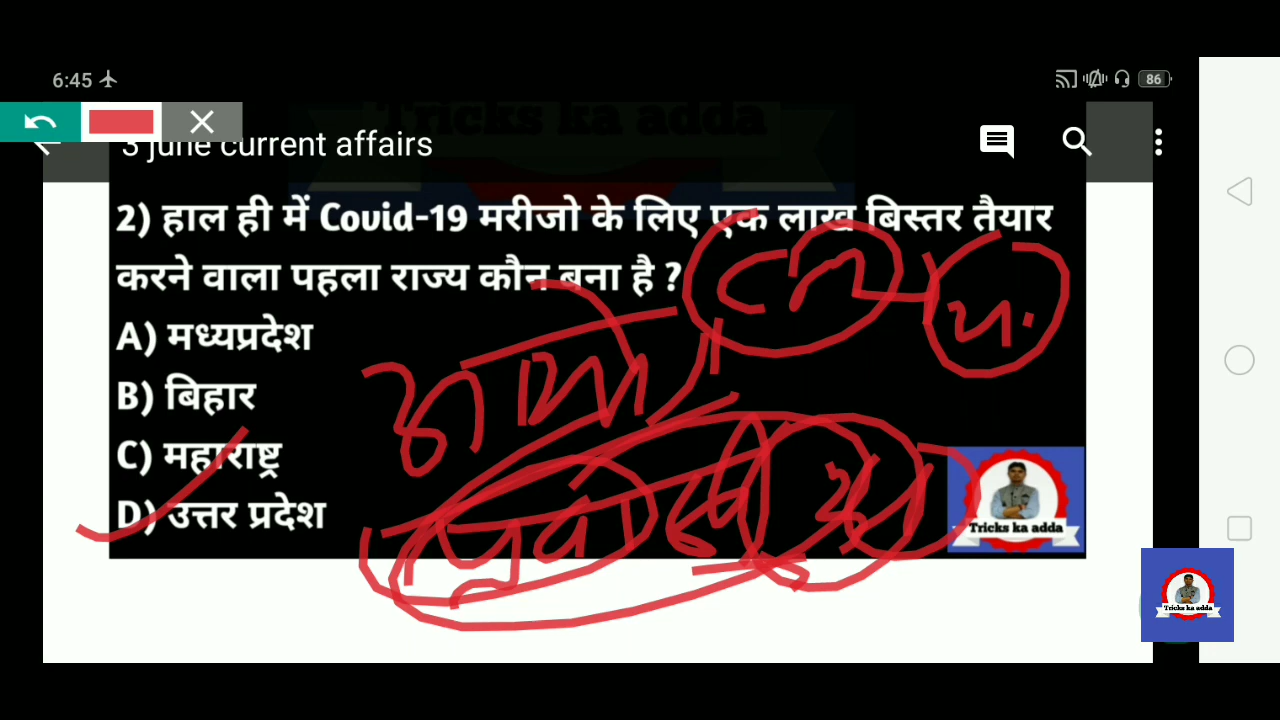 6:45
86
Tricks ka adda
3 june current affairs
2) हाल ही में Covid-19 मरीजो के लिए एक लाख बिस्तर तैयार
करने वाला पहला राज्य कौन बना है ?
A) मध्यप्रदेश
B) बिहार
C) महाराष्ट्र
D) उत्तर प्रदेश
cm
Tricks ka adda
Tricks ka adda